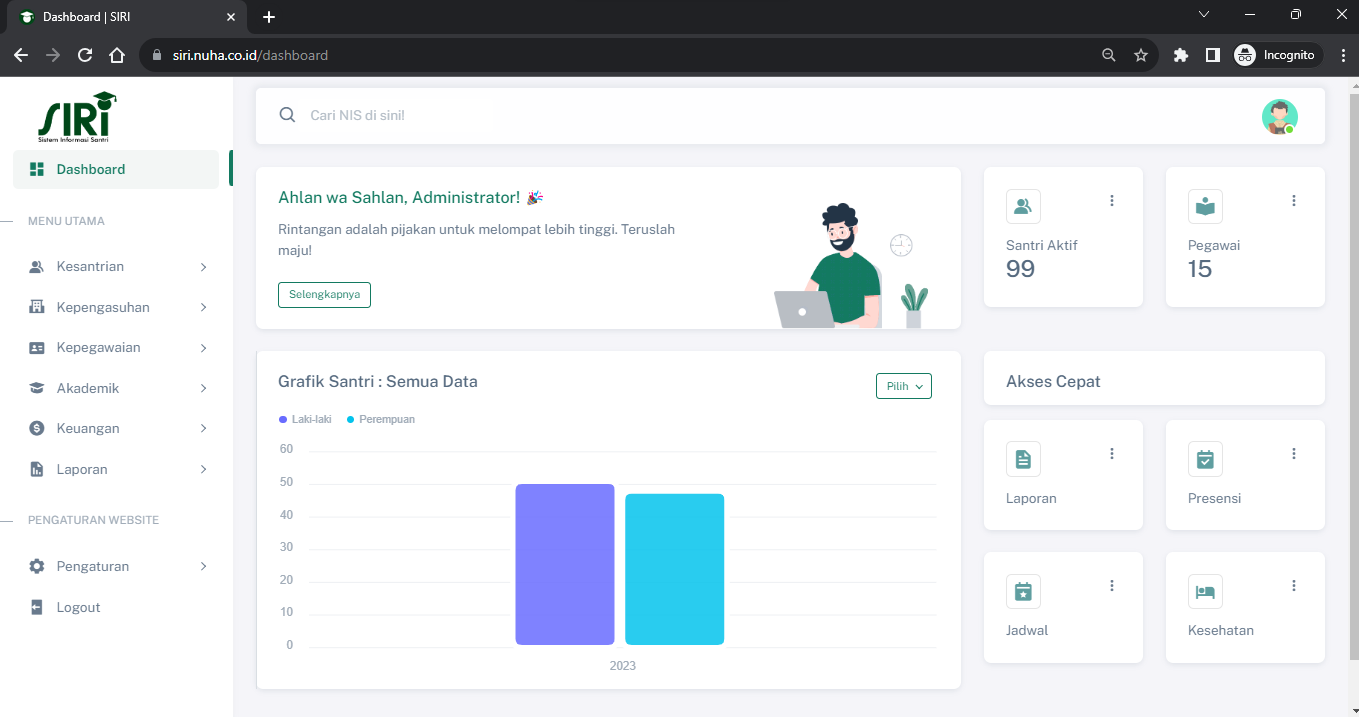 Dashboard | SIRI
siri.nuha.co.id/dashboard
Incognito
SIRI
Sistem Informasi Santri
Dashboard
MENU UTAMA
Kesantrian
Kepengasuhan
Kepegawaian
Akademik
Keuangan
Laporan
PENGATURAN WEBSITE
Pengaturan
Logout
Cari NIS di sini!
Ahlan wa Sahlan, Administrator! 🎉
Rintangan adalah pijakan untuk melompat lebih tinggi. Teruslah
maju!
Selengkapnya
Santri Aktif
99
Pegawai
15
Grafik Santri : Semua Data
Pilih
Laki-laki
Perempuan
60
50
40
30
20
10
0
2023
Akses Cepat
Laporan
Presensi
Jadwal
Kesehatan